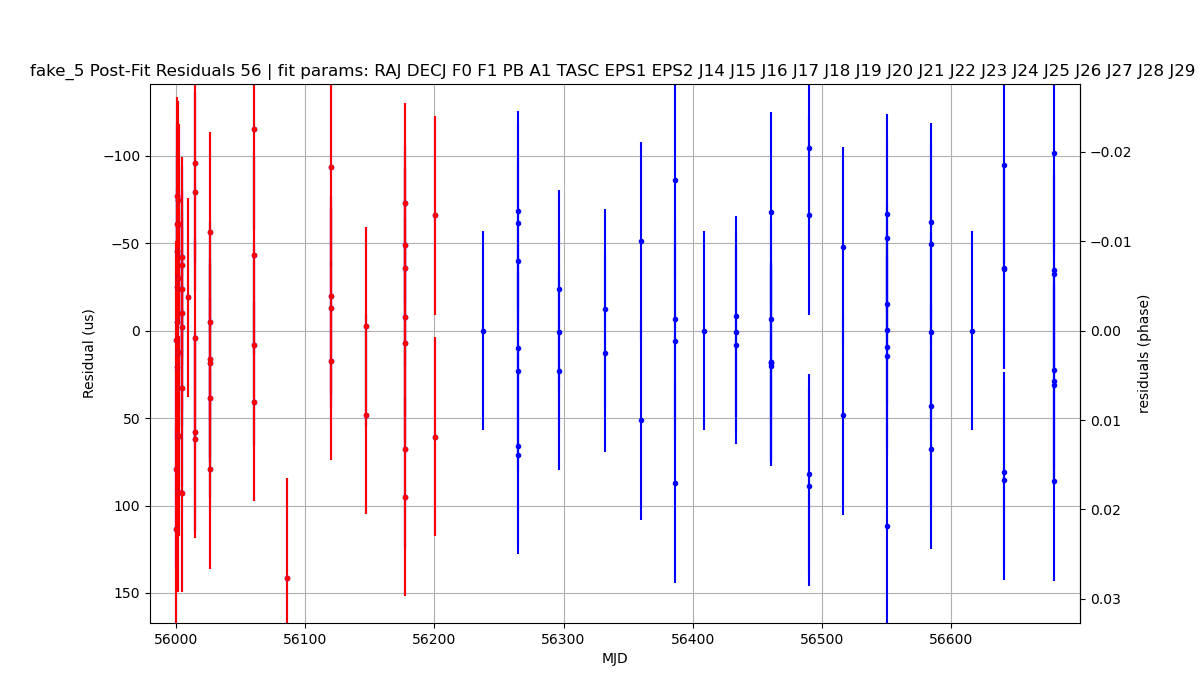 fake_5 Post-Fit Residuals 56 | fit params: RAJ DECJ F0 F1 PB A1 TASC EPS1 EPS2 J14 J15 J16 J17 J18 J19 J20 J21 J22 J23 J24 J25 J26 J27 J28 J29
Residual (us)
−100
−50
0
50
100
150
−0.02
−0.01
0.00
0.01
0.02
0.03
residuals (phase)
56000 56100 56200 56300 56400 56500 56600
MJD